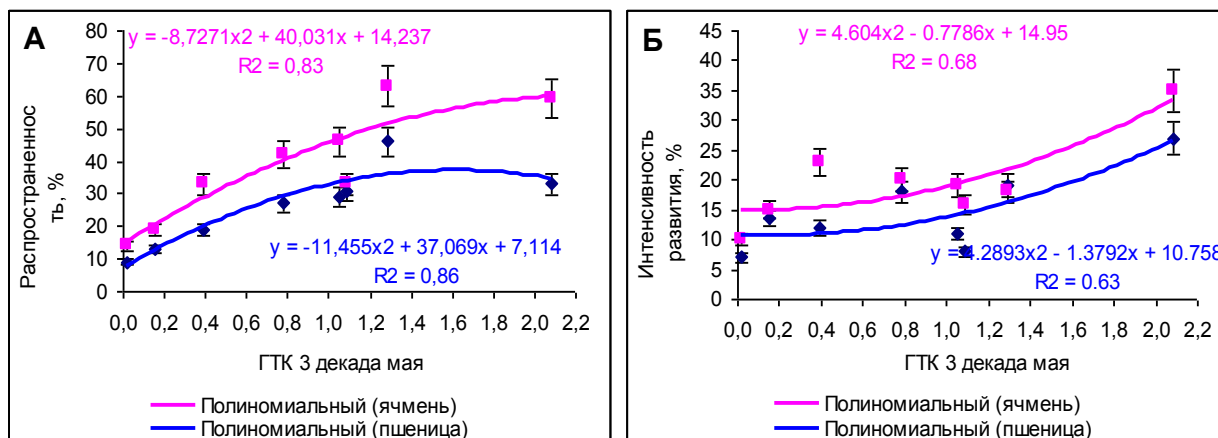 А
y = -8,7271x2 + 40,031x + 14,237
R2 = 0,83
80
70
60
50
40
30
20
10
0
Распространеннос
ть, %
y = -11,455x2 + 37,069x + 7,114
R2 = 0,86
0,0 0,2 0,4 0,6 0,8 1,0 1,2 1,4 1,6 1,8 2,0 2,2
ГТК 3 декада мая
Полиномиальный (ячмень)
Полиномиальный (пшеница)
Б
y = 4.604x2 - 0.7786x + 14.95
R2 = 0.68
45
40
35
30
25
20
15
10
5
0
Интенсивность
развития, %
y = 4.2893x2 - 1.3792x + 10.758
R2 = 0.63
0,0 0,2 0,4 0,6 0,8 1,0 1,2 1,4 1,6 1,8 2,0 2,2
ГТК 3 декада мая
Полиномиальный (ячмень)
Полиномиальный (пшеница)